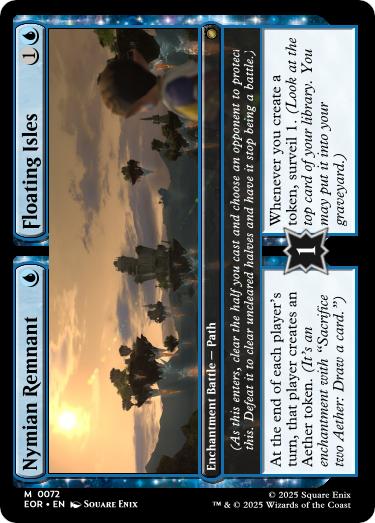 Nymian Remnant
Floating Isles
1
Enchantment Battle — Path
(As this enters, clear the half you cast and choose an opponent to protect
this. Defeat it to clear uncleared halves and have it stop being a battle.)
At the end of each player's
turn, that player creates an
Aether token. (It's an
enchantment with "Sacrifice
two Aether: Draw a card.")
1
Whenever you create a
token, surveil 1. (Look at the
top card of your library. You
may put it into your
graveyard.)
M 0072
EOR • EN SQUARE ENIX
© 2025 Square Enix
™ & © 2025 Wizards of the Coast